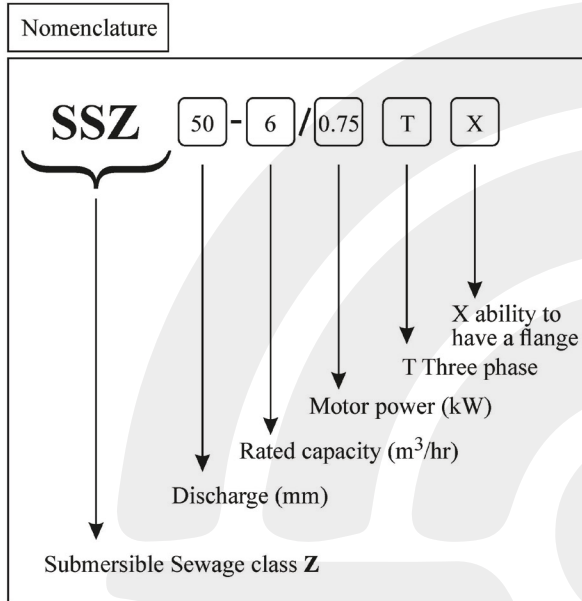 Nomenclature
SSZ 50 - 6 / 0.75 T X
X ability to
have a flange
T Three phase
Motor power (kW)
Rated capacity (m³/hr)
Discharge (mm)
Submersible Sewage class Z